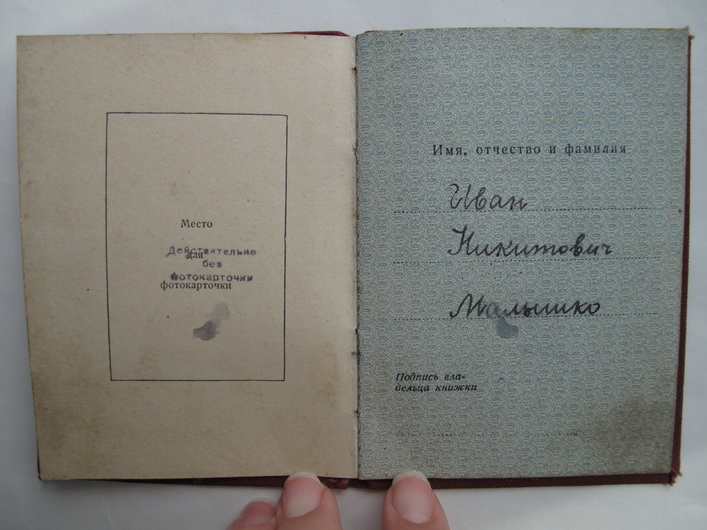 Место
для
фотокарточки
Действительно
без
фотокарточки
Имя, отчество и фамилия
Иван
Никитович
Малышко
Подпись вла-
дельца книжки